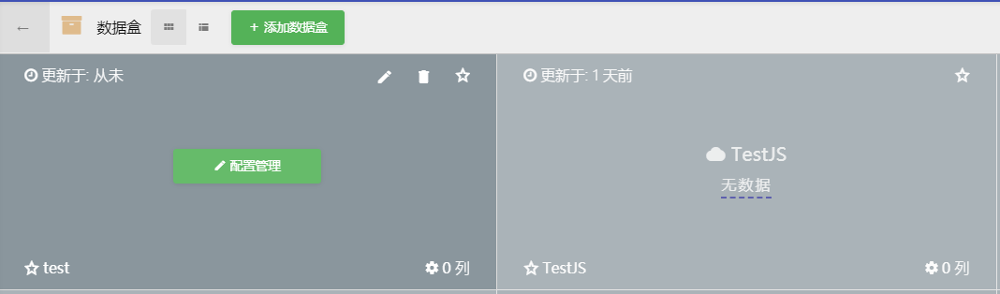 数据盒
+ 添加数据盒
更新于: 从未
更新于: 1 天前
配置管理
TestJS
无数据
test
0 列
TestJS
0 列